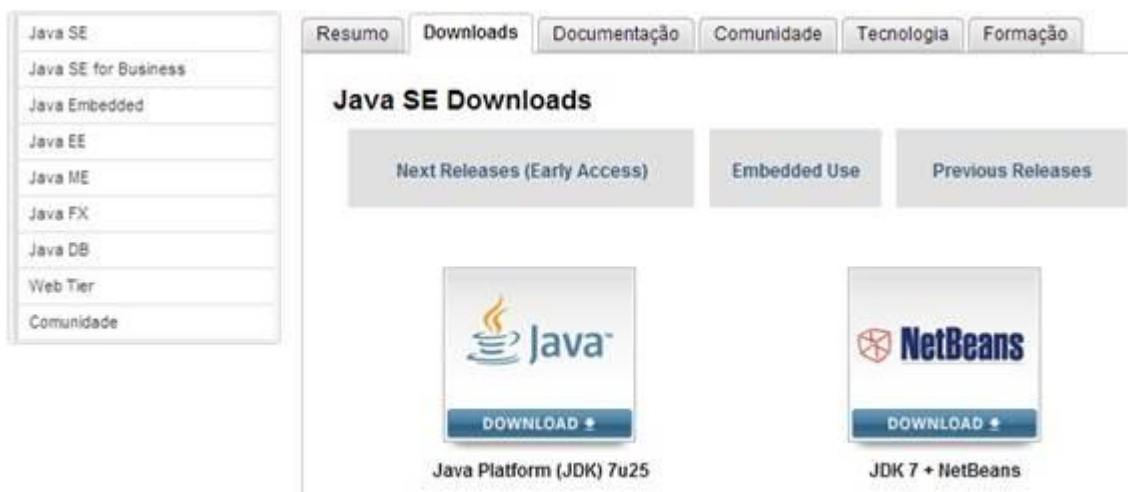 Java SE
Java SE for Business
Java Embedded
Java EE
Java ME
Java FX
Java DB
Web Tier
Comunidade
Resumo Downloads Documentação Comunidade Tecnologia Formação
Java SE Downloads
Next Releases (Early Access) Embedded Use Previous Releases
Java™ NetBeans
DOWNLOAD DOWNLOAD
Java Platform (JDK) 7u25 JDK 7 + NetBeans